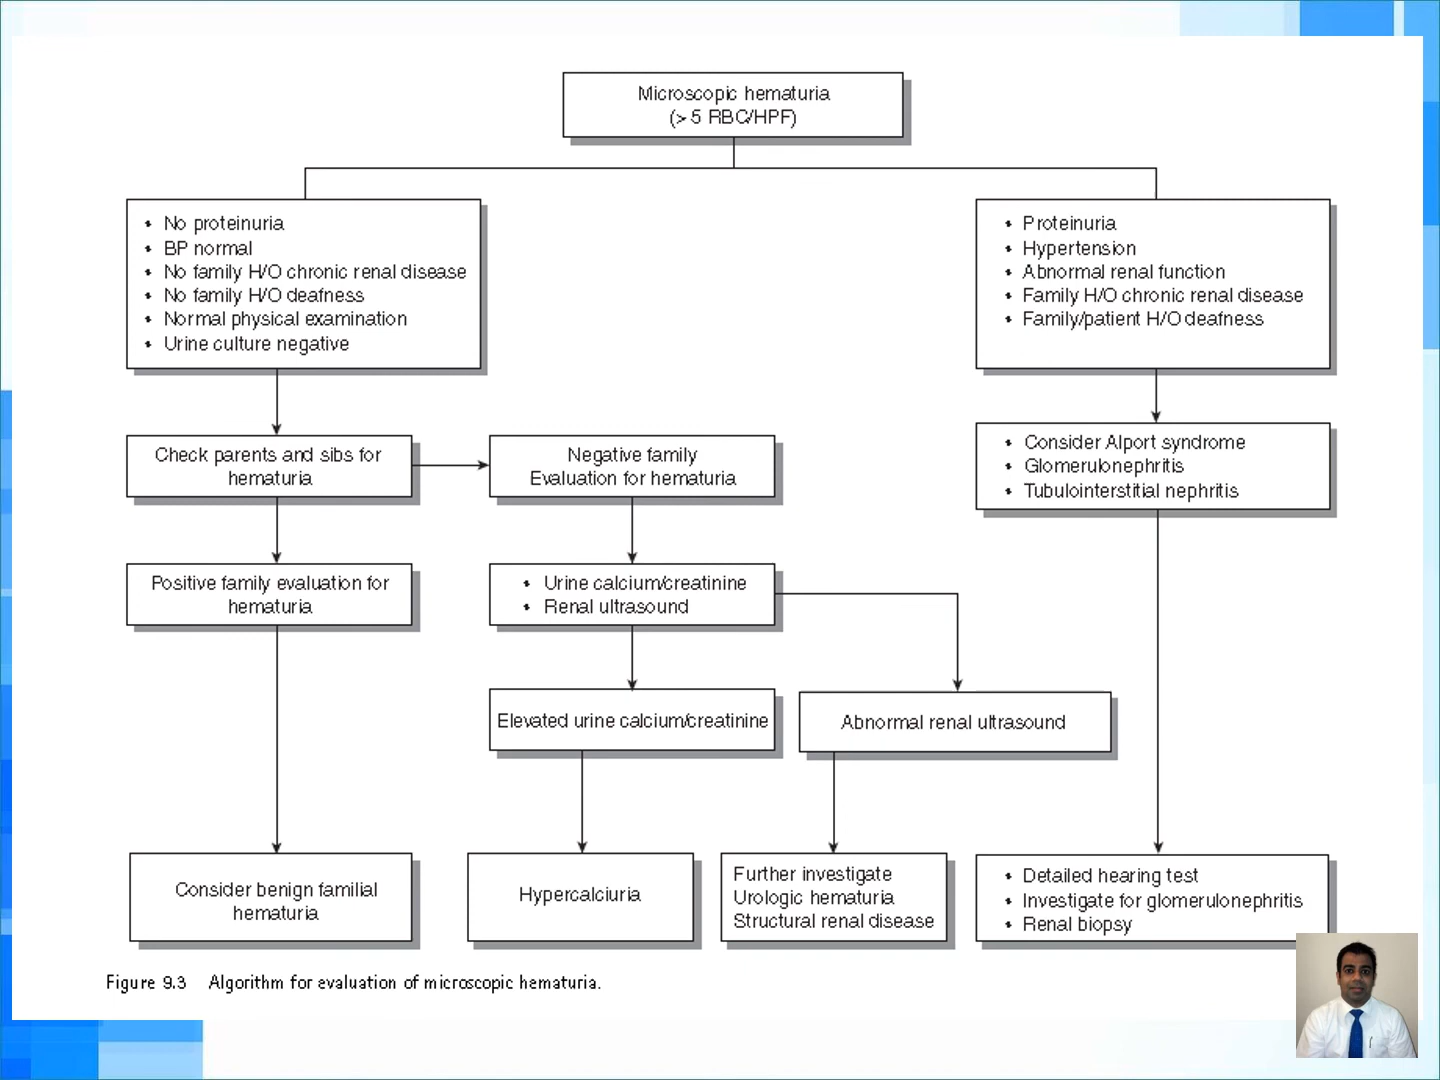 Microscopic hematuria
(> 5 RBC/HPF)
• No proteinuria
• BP normal
• No family H/O chronic renal disease
• No family H/O deafness
• Normal physical examination
• Urine culture negative
• Proteinuria
• Hypertension
• Abnormal renal function
• Family H/O chronic renal disease
• Family/patient H/O deafness
Check parents and sibs for
hematuria
Negative family
Evaluation for hematuria
• Consider Alport syndrome
• Glomerulonephritis
• Tubulointerstitial nephritis
Positive family evaluation for
hematuria
• Urine calcium/creatinine
• Renal ultrasound
Elevated urine calcium/creatinine
Abnormal renal ultrasound
Consider benign familial
hematuria
Hypercalciuria
Further investigate
Urologic hematuria
Structural renal disease
• Detailed hearing test
• Investigate for glomerulonephritis
• Renal biopsy
Figure 9.3 Algorithm for evaluation of microscopic hematuria.